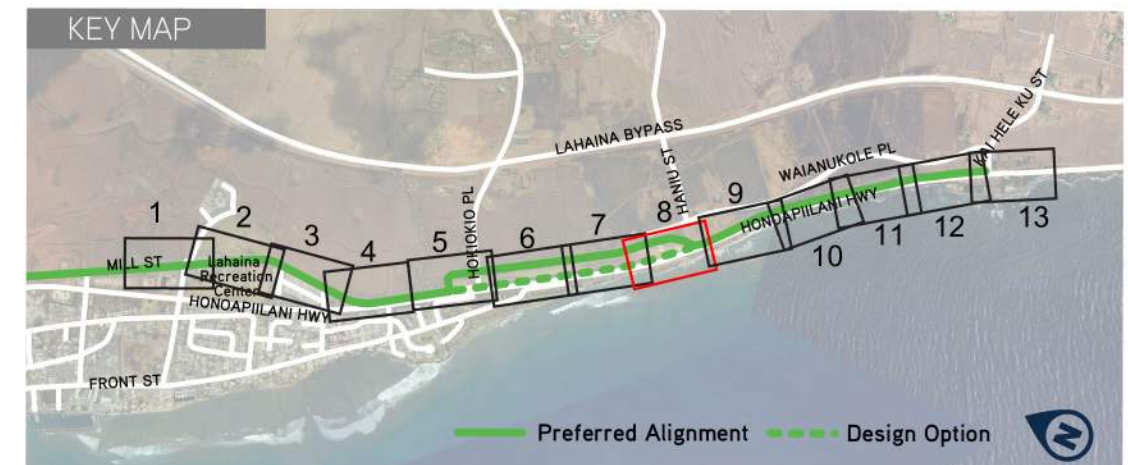 KEY MAP
LAHAINA BYPASS
KAI HELE KU ST
HANIU ST
WAIANUKOLE PL
HOKIOKIO PL
1
2
3
4
5
6
7
8
9
10
11
12
13
MILL ST
Lahaina
Recreation
Center
HONOAPIILANI HWY
HONOAPIILANI HWY
FRONT ST
Preferred Alignment
Design Option
N